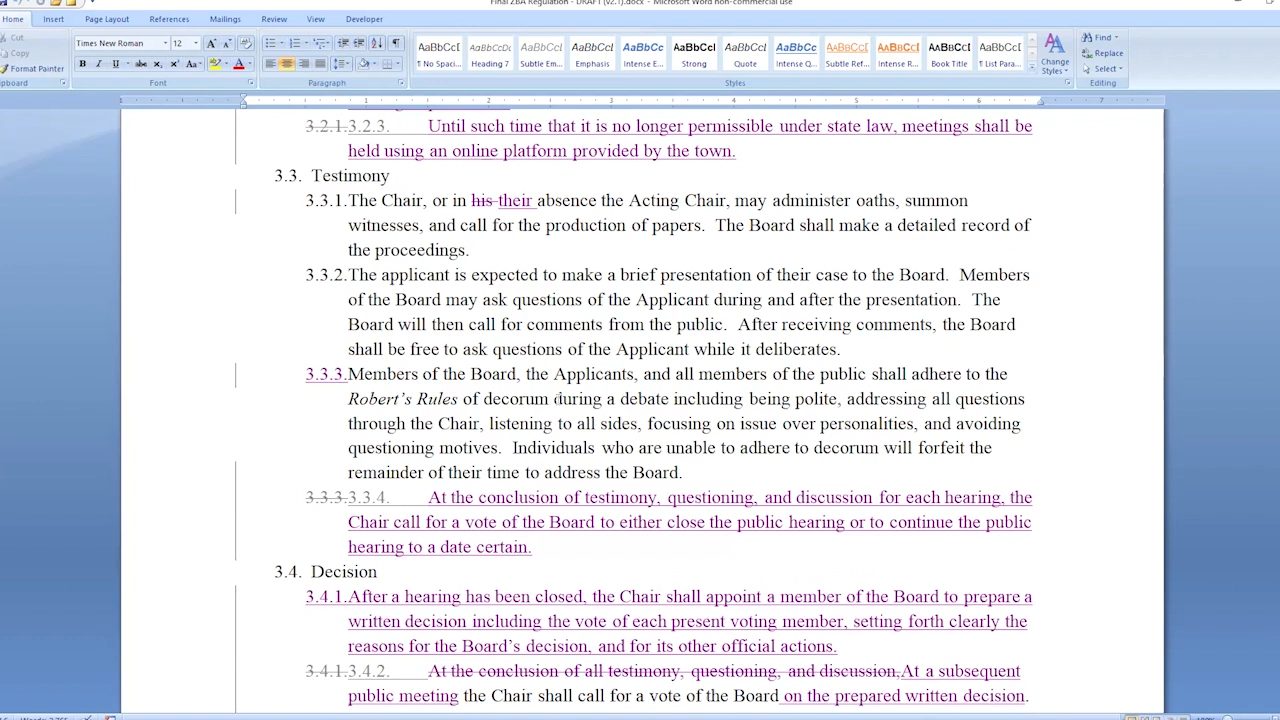 Final ZBA Regulation - DRAFT (v2.1).docx - Microsoft Word non-commercial use
Home Insert Page Layout References Mailings Review View Developer
Cut
Copy
Format Painter
Times New Roman 12
Find
Replace
Select
AaBbCcI AaBbCcDc AaBbCcI AaBbCcI AaBbCc AaBbCcl AaBbCcI AaBbCc AaBbCcI AaBbCc AaBbCcI AaBbCcI
¶ No Spaci... Heading 7 Subtle Em... Emphasis Intense E... Strong Quote Intense Q... Subtle Ref... Intense R... Book Title ¶ List Para...
Change
Styles
pboard Font Paragraph Styles Editing
1 1 2 3 4 5 6 7
3.2.1.3.2.3. Until such time that it is no longer permissible under state law, meetings shall be
held using an online platform provided by the town.
3.3. Testimony
3.3.1.The Chair, or in his their absence the Acting Chair, may administer oaths, summon
witnesses, and call for the production of papers. The Board shall make a detailed record of
the proceedings.
3.3.2.The applicant is expected to make a brief presentation of their case to the Board. Members
of the Board may ask questions of the Applicant during and after the presentation. The
Board will then call for comments from the public. After receiving comments, the Board
shall be free to ask questions of the Applicant while it deliberates.
3.3.3.Members of the Board, the Applicants, and all members of the public shall adhere to the
Robert's Rules of decorum during a debate including being polite, addressing all questions
through the Chair, listening to all sides, focusing on issue over personalities, and avoiding
questioning motives. Individuals who are unable to adhere to decorum will forfeit the
remainder of their time to address the Board.
3.3.3.3.3.4. At the conclusion of testimony, questioning, and discussion for each hearing, the
Chair call for a vote of the Board to either close the public hearing or to continue the public
hearing to a date certain.
3.4. Decision
3.4.1.After a hearing has been closed, the Chair shall appoint a member of the Board to prepare a
written decision including the vote of each present voting member, setting forth clearly the
reasons for the Board's decision, and for its other official actions.
3.4.1.3.4.2. At the conclusion of all testimony, questioning, and discussion,At a subsequent
public meeting the Chair shall call for a vote of the Board on the prepared written decision.